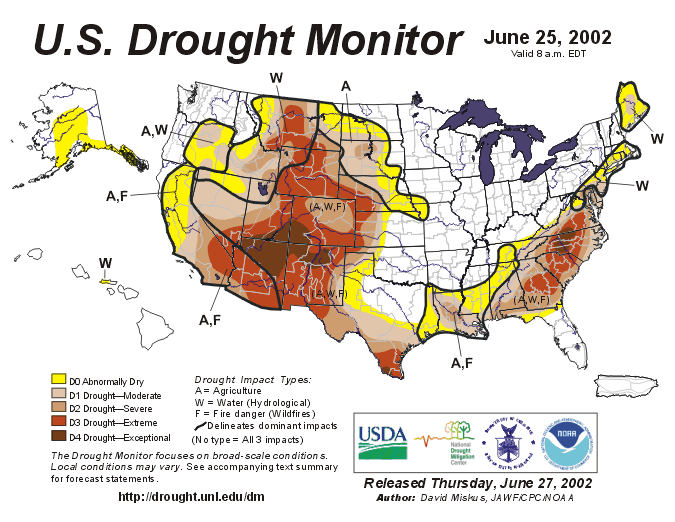 U.S. Drought Monitor
June 25, 2002
Valid 8 a.m. EDT
W
A
A,W
W
W
A,F
(A,W,F)
W
A,F
(A,W,F)
(A,W,F)
A,F
D0 Abnormally Dry
D1 Drought—Moderate
D2 Drought—Severe
D3 Drought—Extreme
D4 Drought—Exceptional
Drought Impact Types:
A = Agriculture
W = Water (Hydrological)
F = Fire danger (Wildfires)
Delineates dominant impacts
(No type = All 3 impacts)
The Drought Monitor focuses on broad-scale conditions.
Local conditions may vary. See accompanying text summary
for forecast statements.
http://drought.unl.edu/dm
USDA
National
Drought
Mitigation
Center
NOAA
Released Thursday, June 27, 2002
Author: David Miskus, JAWF/CPC/NOAA